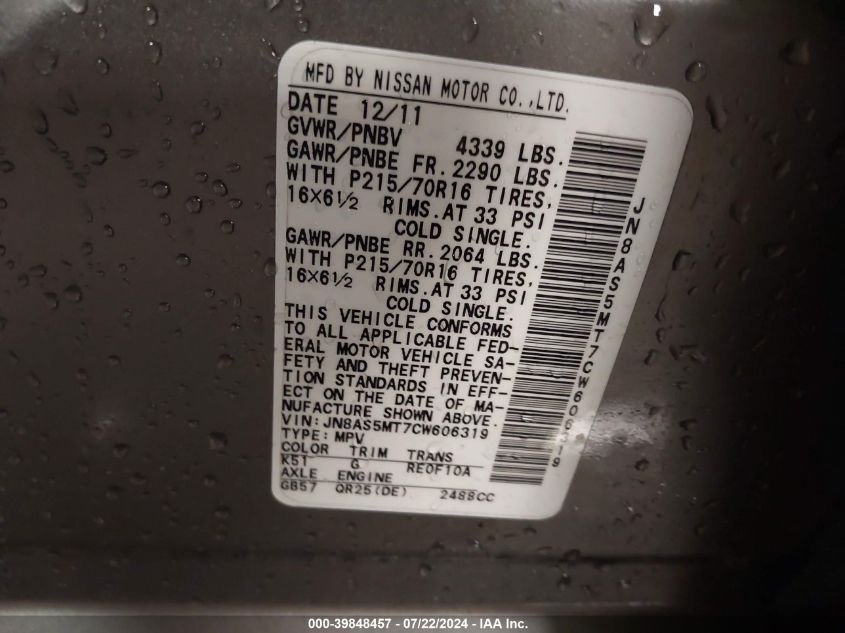 MFD BY NISSAN MOTOR CO.,LTD.
DATE 12/11
GVWR/PNBV 4339 LBS.
GAWR/PNBE FR. 2290 LBS.
WITH P215/70R16 TIRES,
16X6½ RIMS. AT 33 PSI
COLD SINGLE.
GAWR/PNBE RR. 2064 LBS.
WITH P215/70R16 TIRES,
16X6½ RIMS. AT 33 PSI
COLD SINGLE.
THIS VEHICLE CONFORMS
TO ALL APPLICABLE FED-
ERAL MOTOR VEHICLE SA-
FETY AND THEFT PREVEN-
TION STANDARDS IN EFF-
ECT ON THE DATE OF MA-
NUFACTURE SHOWN ABOVE.
VIN: JN8AS5MT7CW606319
TYPE: MPV
COLOR TRIM TRANS
K51 G RE0F10A
AXLE ENGINE
GB57 QR25(DE) 2488CC
JN8AS5MT7CW606319
000-39848457 - 07/22/2024 - IAA Inc.